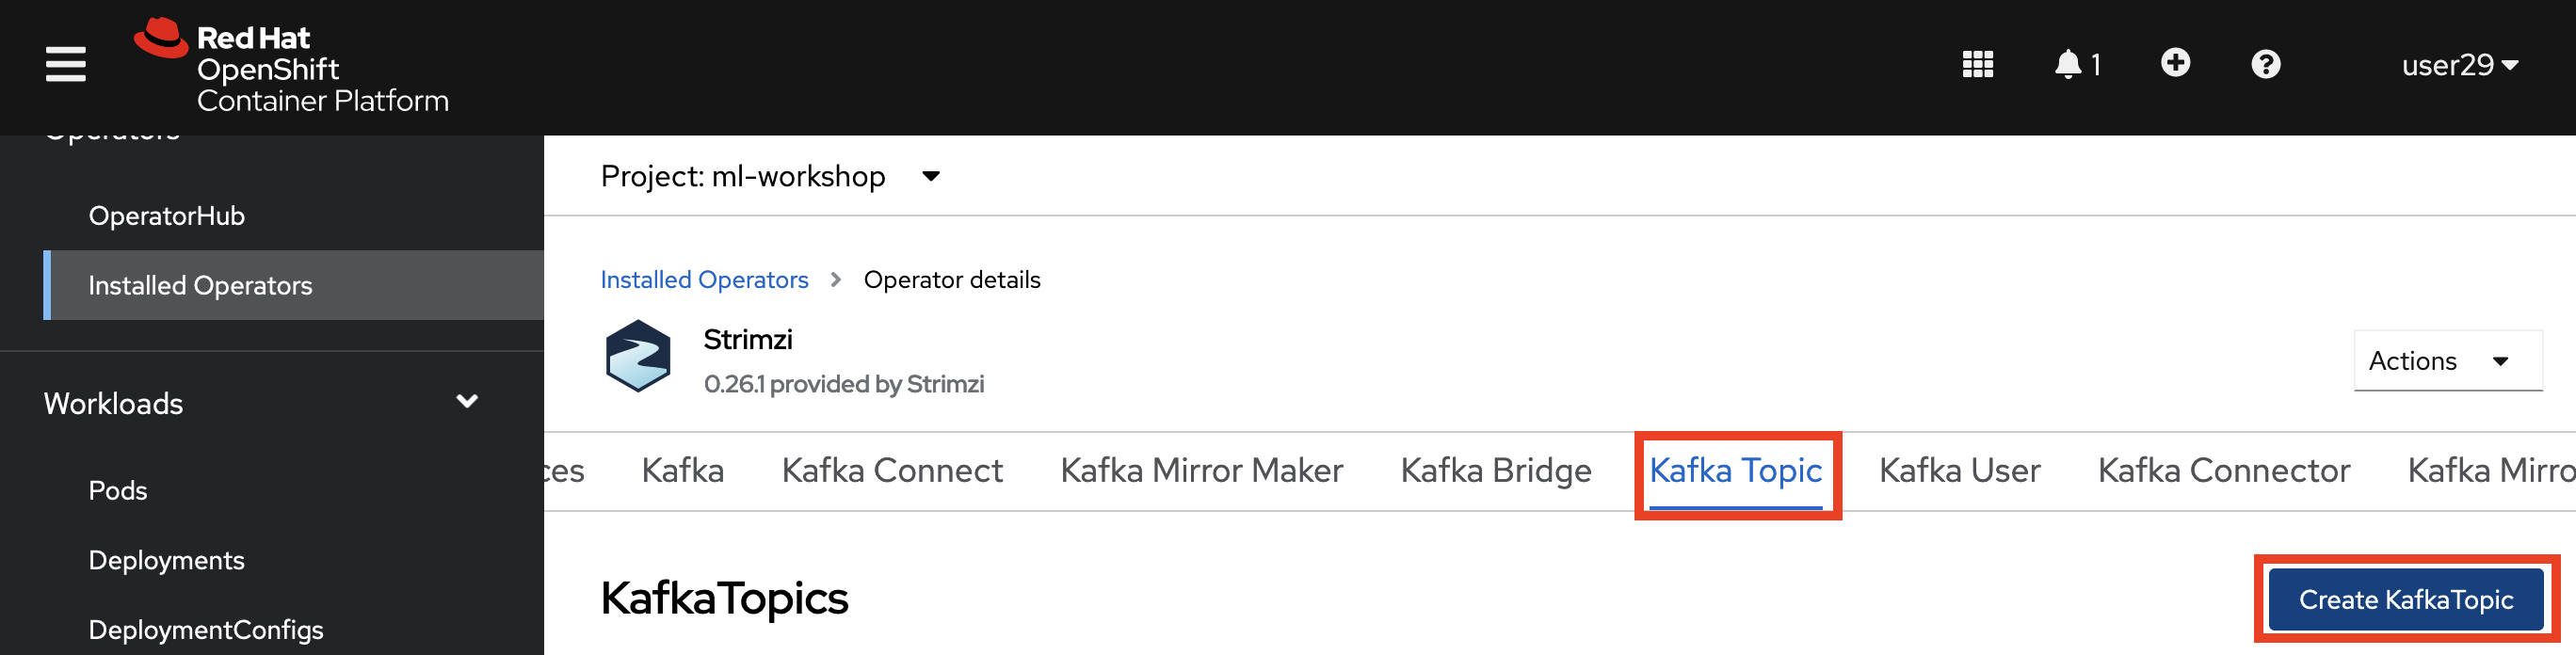 Red Hat
OpenShift
Container Platform
1
user29
Operators
OperatorHub
Installed Operators
Workloads
Pods
Deployments
DeploymentConfigs
Project: ml-workshop
Installed Operators > Operator details
Strimzi
0.26.1 provided by Strimzi
Actions
ces Kafka Kafka Connect Kafka Mirror Maker Kafka Bridge Kafka Topic Kafka User Kafka Connector Kafka Mirro
KafkaTopics
Create KafkaTopic